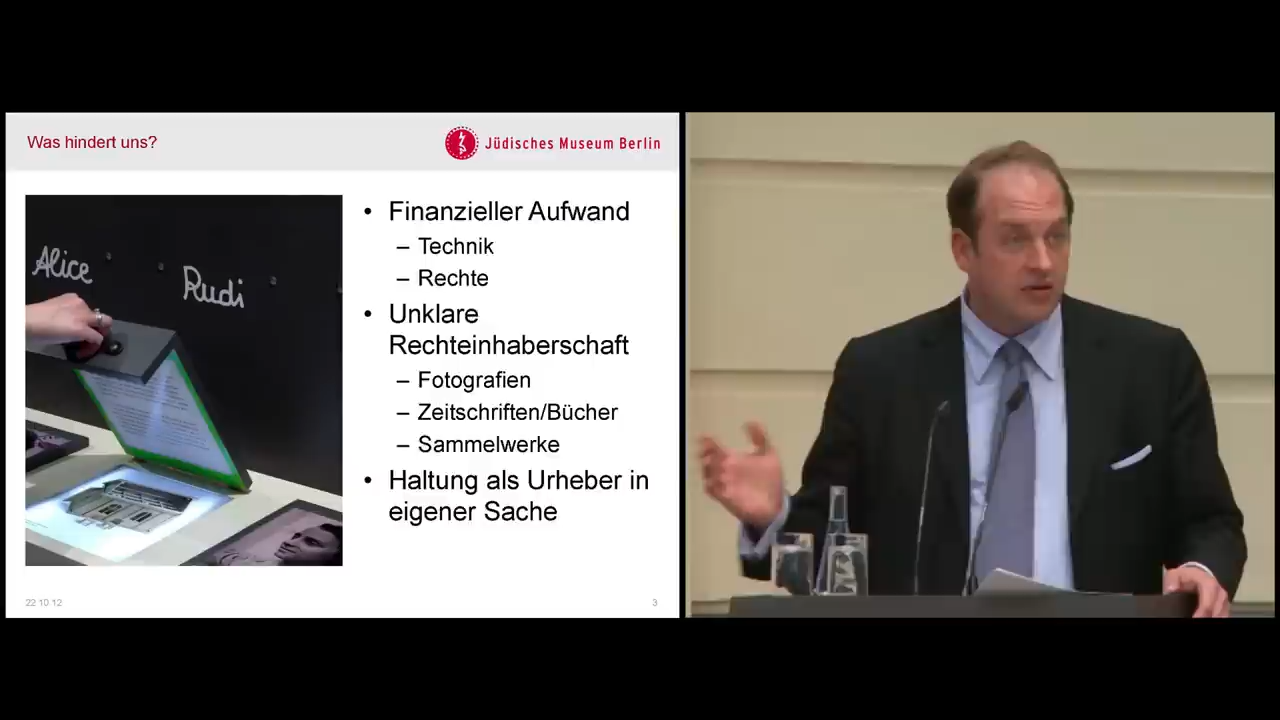 Was hindert uns?
Jüdisches Museum Berlin
Alice
Rudi
• Finanzieller Aufwand
– Technik
– Rechte
• Unklare
Rechteinhaberschaft
– Fotografien
– Zeitschriften/Bücher
– Sammelwerke
• Haltung als Urheber in
eigener Sache
22.10.12
3